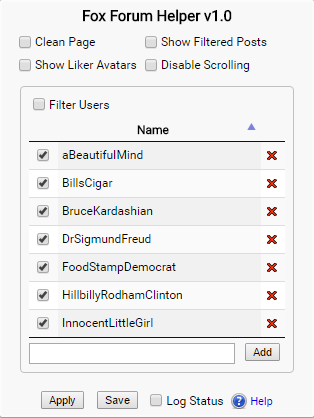 Fox Forum Helper v1.0
Clean Page Show Filtered Posts
Show Liker Avatars Disable Scrolling
Filter Users
Name
aBeautifulMind
BillsCigar
BruceKardashian
DrSigmundFreud
FoodStampDemocrat
HillbillyRodhamClinton
InnocentLittleGirl
Add
Apply Save Log Status ? Help